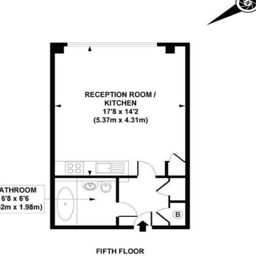 RECEPTION ROOM /
KITCHEN
17'8 x 14'2
(5.37m x 4.31m)
ATHROOM
6'8 x 6'6
02m x 1.98m)
B
FIFTH FLOOR